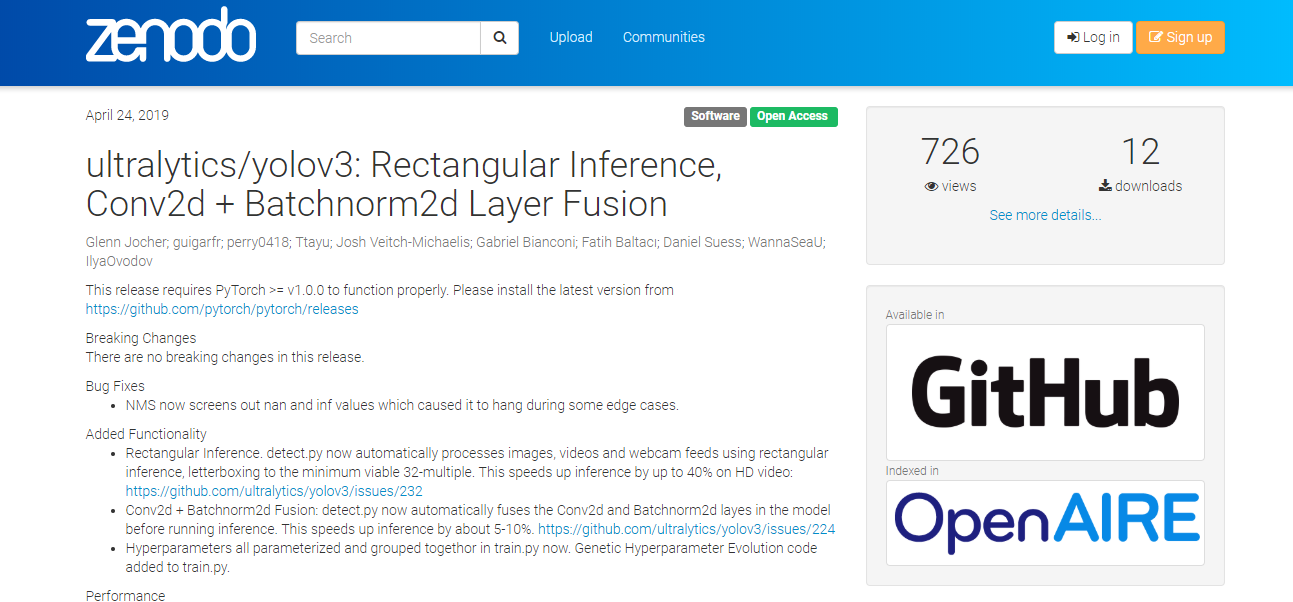 zenodo
Search
Upload
Communities
Log in
Sign up
April 24, 2019
Software
Open Access
ultralytics/yolov3: Rectangular Inference,
Conv2d + Batchnorm2d Layer Fusion
Glenn Jocher; guigarfr; perry0418; Ttayu; Josh Veitch-Michaelis; Gabriel Bianconi; Fatih Baltacı; Daniel Suess; WannaSeaU;
IlyaOvodov
This release requires PyTorch >= v1.0.0 to function properly. Please install the latest version from
https://github.com/pytorch/pytorch/releases
Breaking Changes
There are no breaking changes in this release.
Bug Fixes
• NMS now screens out nan and inf values which caused it to hang during some edge cases.
Added Functionality
• Rectangular Inference. detect.py now automatically processes images, videos and webcam feeds using rectangular
inference, letterboxing to the minimum viable 32-multiple. This speeds up inference by up to 40% on HD video:
https://github.com/ultralytics/yolov3/issues/232
• Conv2d + Batchnorm2d Fusion: detect.py now automatically fuses the Conv2d and Batchnorm2d layes in the model
before running inference. This speeds up inference by about 5-10%. https://github.com/ultralytics/yolov3/issues/224
• Hyperparameters all parameterized and grouped togethor in train.py now. Genetic Hyperparameter Evolution code
added to train.py.
Performance
726
views
12
downloads
See more details...
Available in
GitHub
Indexed in
OpenAIRE